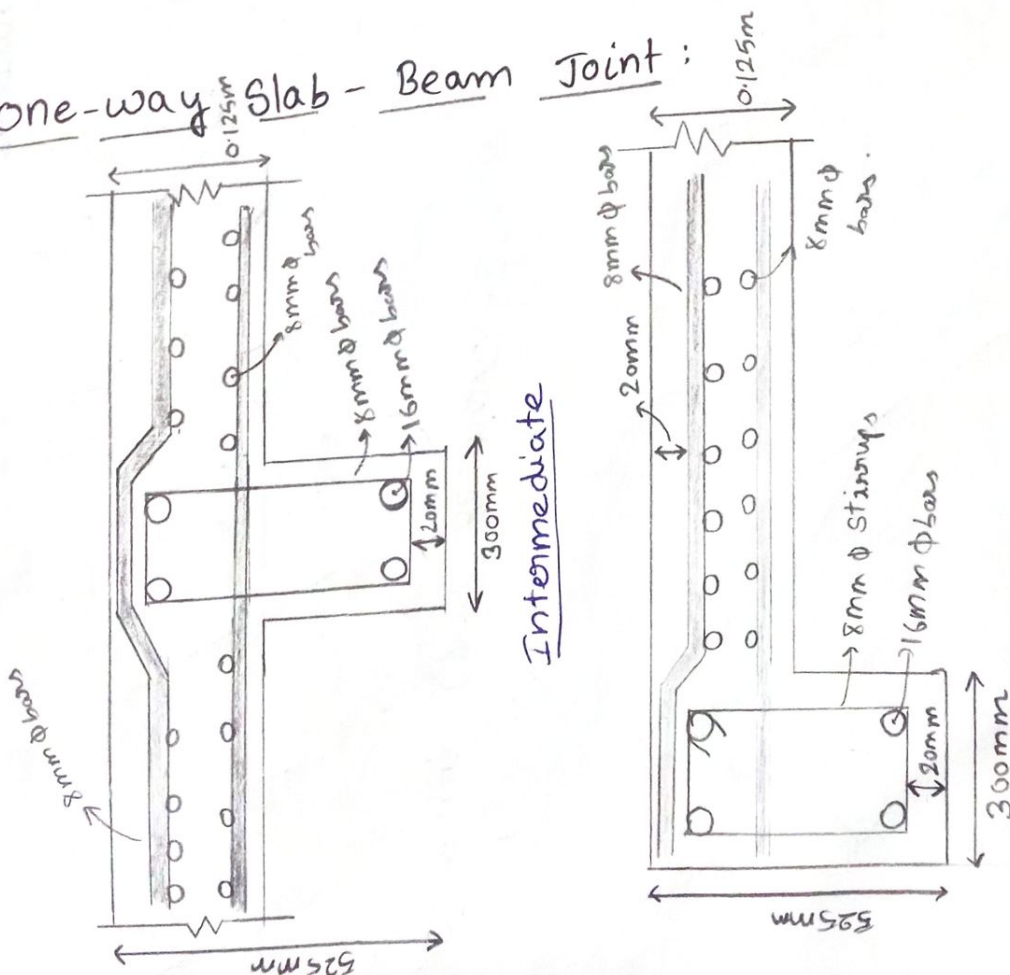 One-way Slab - Beam Joint :
0.125m
8mm ϕ bars
8mm ϕ bars
16mm ϕ bars
20mm
300mm
8mm ϕ bars
525mm
Intermediate
0.125m
8mm ϕ bars
8mm ϕ
bars.
20mm
8mm ϕ Stirrups
16mm ϕ bars
20mm
300mm
525mm